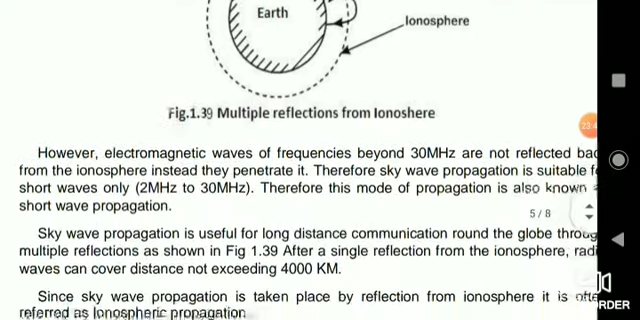 Earth
Ionosphere
Fig.1.39 Multiple reflections from Ionoshere
However, electromagnetic waves of frequencies beyond 30MHz are not reflected
from the ionosphere instead they penetrate it. Therefore sky wave propagation is suitable
short waves only (2MHz to 30MHz). Therefore this mode of propagation is also known
short wave propagation.
5 / 8
Sky wave propagation is useful for long distance communication round the globe
multiple reflections as shown in Fig 1.39 After a single reflection from the ionosphere,
waves can cover distance not exceeding 4000 KM.
Since sky wave propagation is taken place by reflection from ionosphere it is
referred as Ionospheric propagation